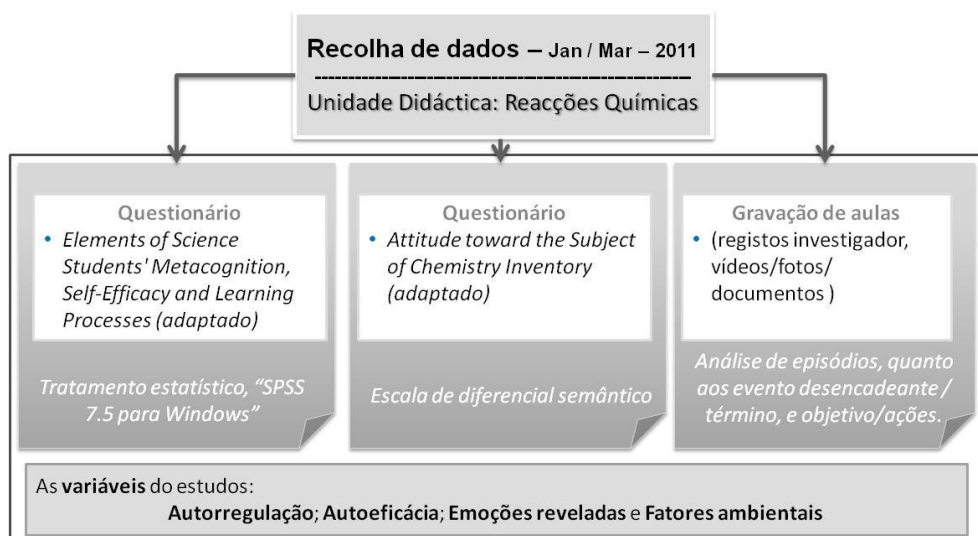 Recolha de dados – Jan / Mar – 2011
------------------------------------------------------------
Unidade Didáctica: Reacções Químicas
Questionário
• Elements of Science
Students' Metacognition,
Self-Efficacy and Learning
Processes (adaptado)
Tratamento estatístico, “SPSS
7.5 para Windows”
Questionário
• Attitude toward the Subject
of Chemistry Inventory
(adaptado)
Escala de diferencial semântico
Gravação de aulas
• (registos investigador,
vídeos/fotos/
documentos )
Análise de episódios, quanto
aos evento desencadeante /
término, e objetivo/ações.
As variáveis do estudos:
Autorregulação; Autoeficácia; Emoções reveladas e Fatores ambientais